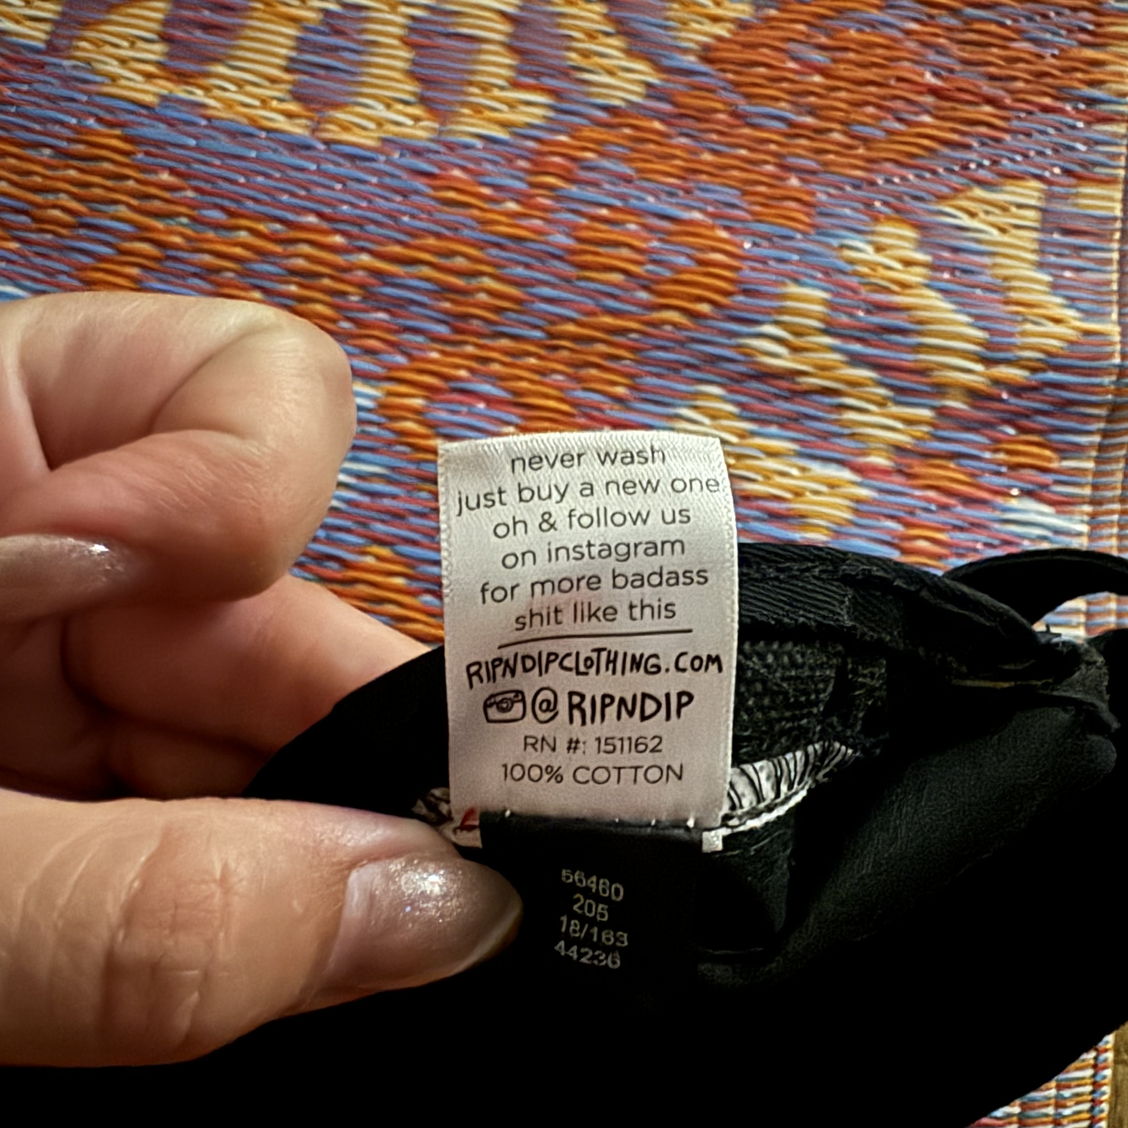 never wash
just buy a new one
oh & follow us
on instagram
for more badass
shit like this
RIPNDIPCLOTHING.COM
@RIPNDIP
RN #: 151162
100% COTTON
56460
205
18/163
44236